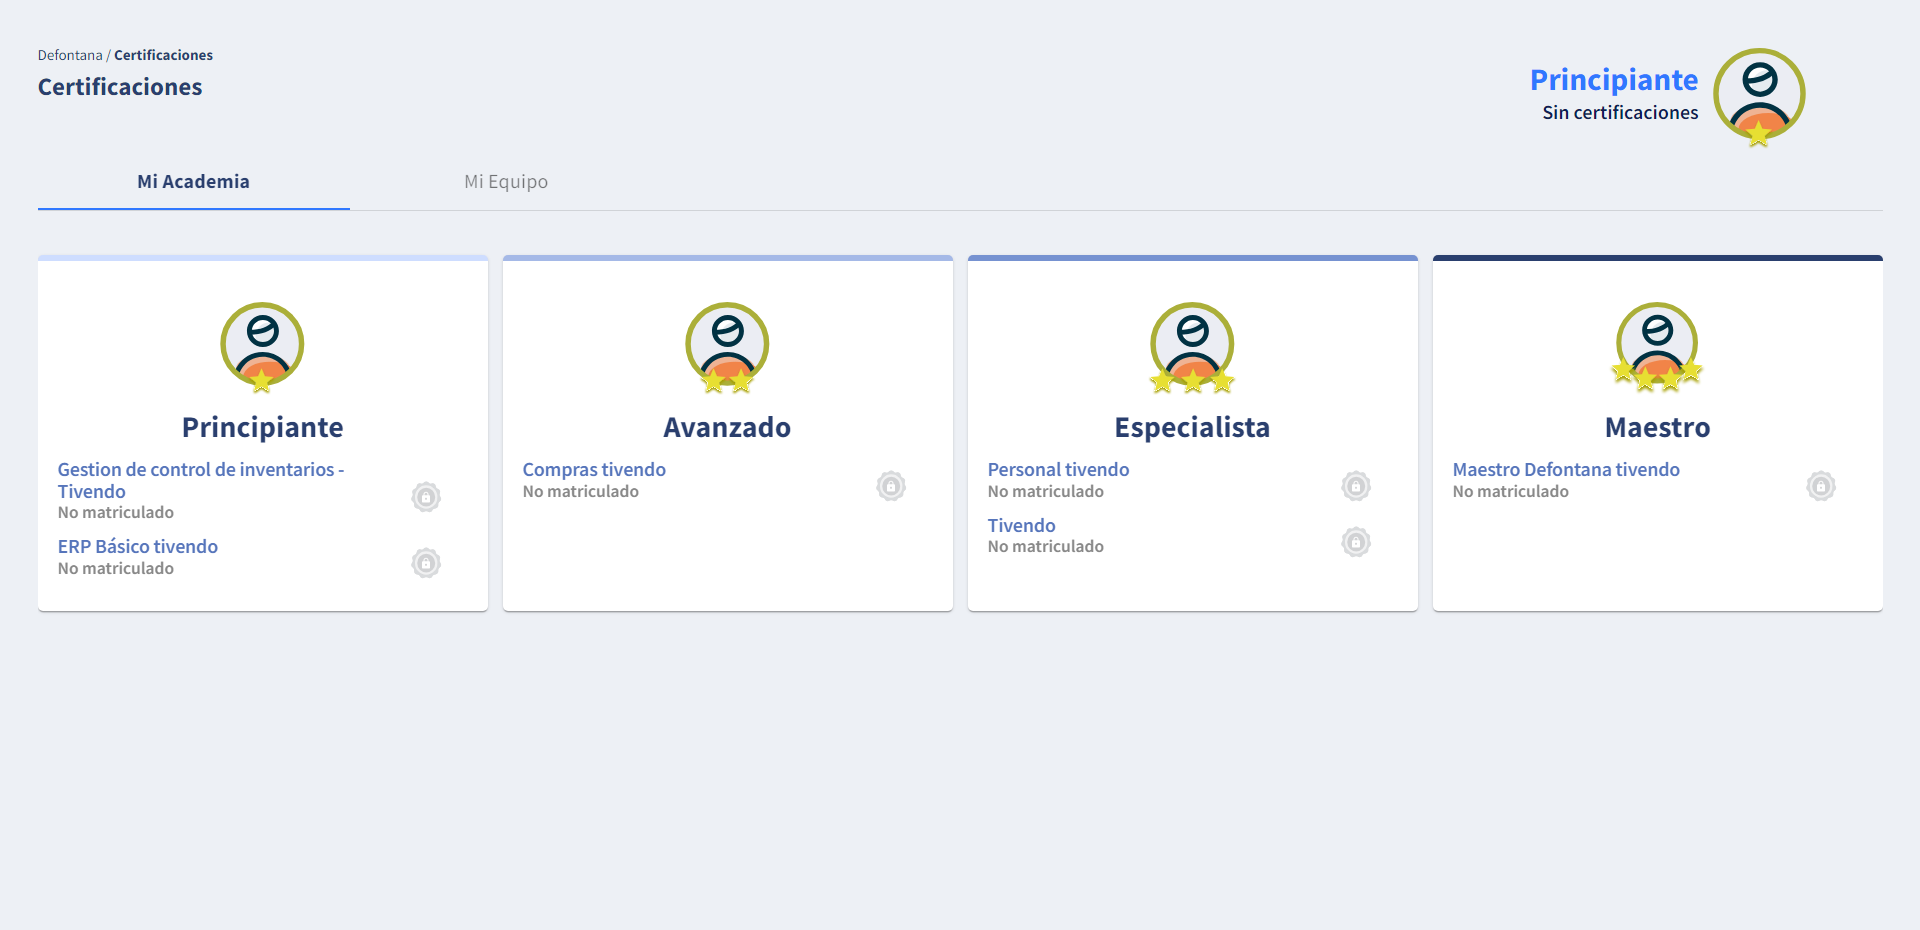 Defontana / Certificaciones
Certificaciones
Principiante
Sin certificaciones
Mi Academia
Mi Equipo
Principiante
Gestion de control de inventarios -
Tivendo
No matriculado
ERP Básico tivendo
No matriculado
Avanzado
Compras tivendo
No matriculado
Especialista
Personal tivendo
No matriculado
Tivendo
No matriculado
Maestro
Maestro Defontana tivendo
No matriculado